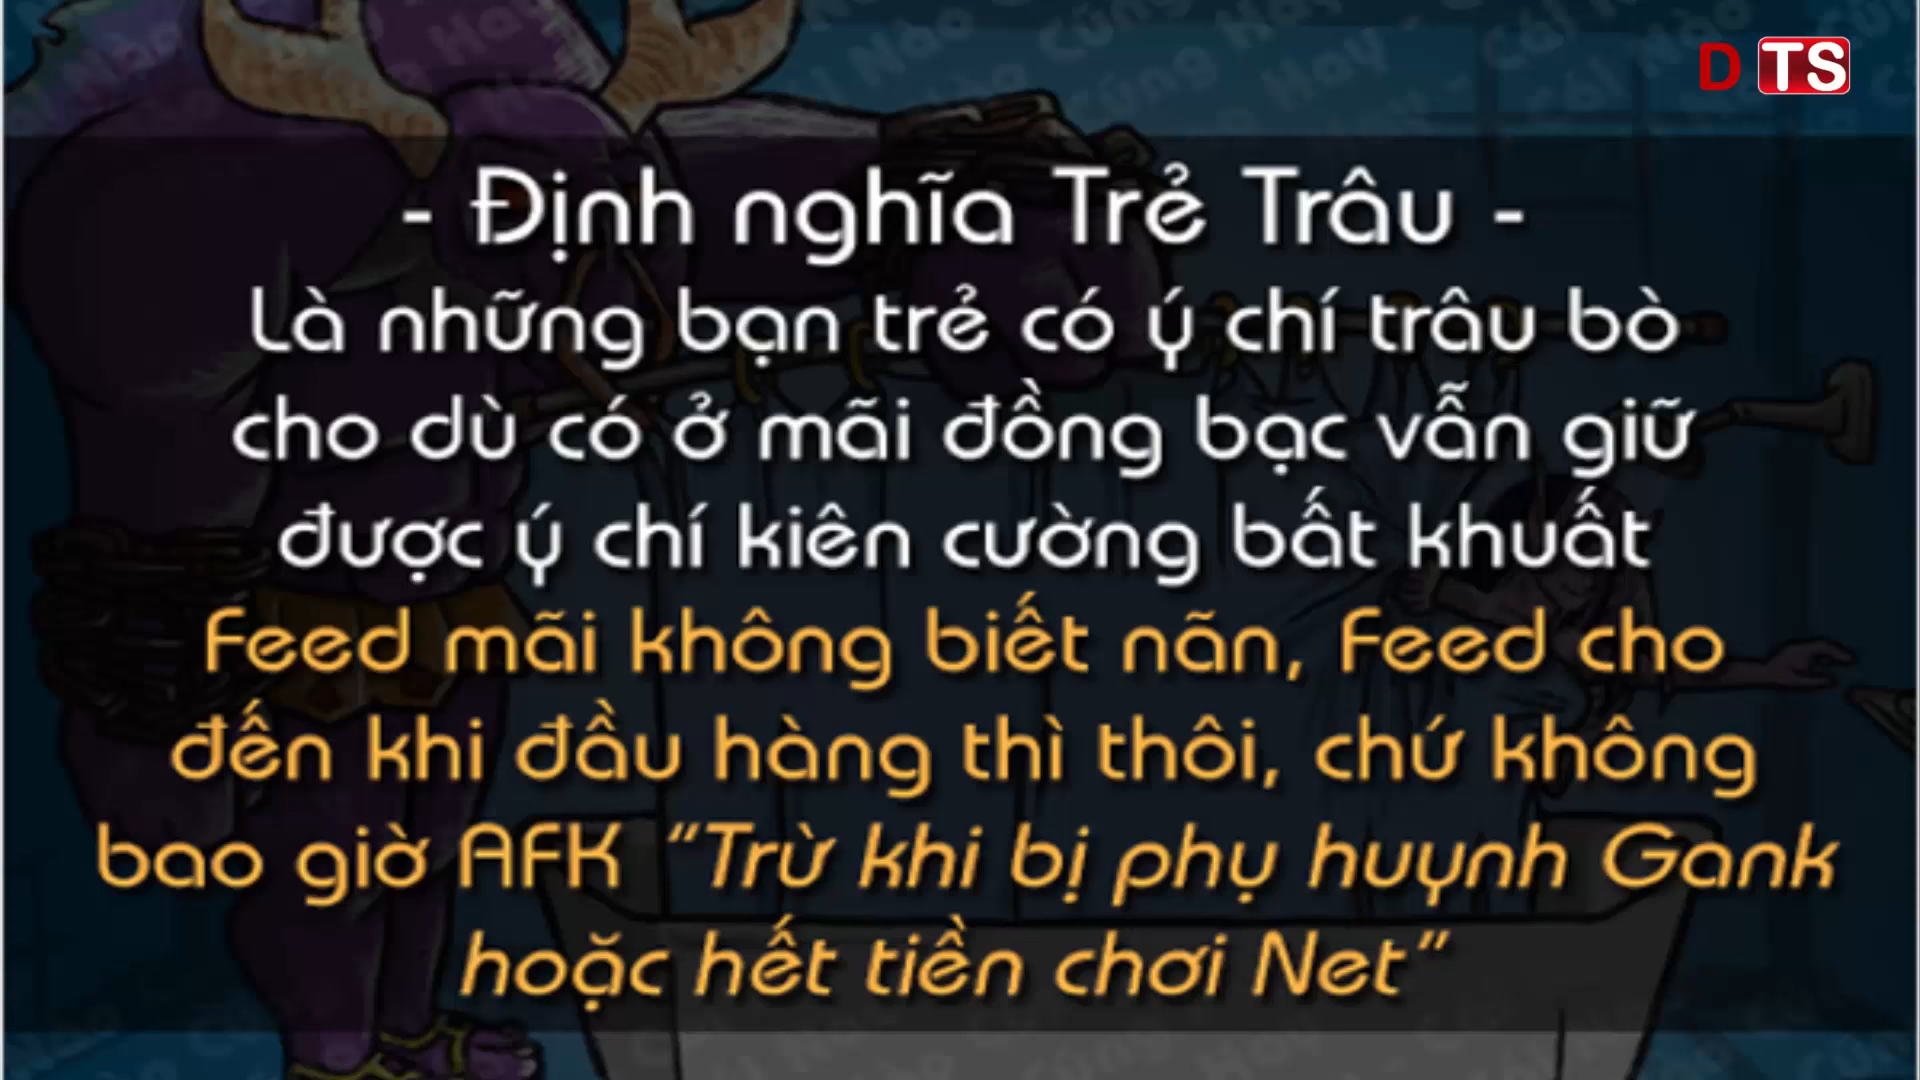 D TS
- Định nghĩa Trẻ Trâu -
Là những bạn trẻ có ý chí trâu bò
cho dù có ở mãi đồng bạc vẫn giữ
được ý chí kiên cường bất khuất
Feed mãi không biết nãn, Feed cho
đến khi đầu hàng thì thôi, chứ không
bao giờ AFK “Trừ khi bị phụ huynh Gank
hoặc hết tiền chơi Net”